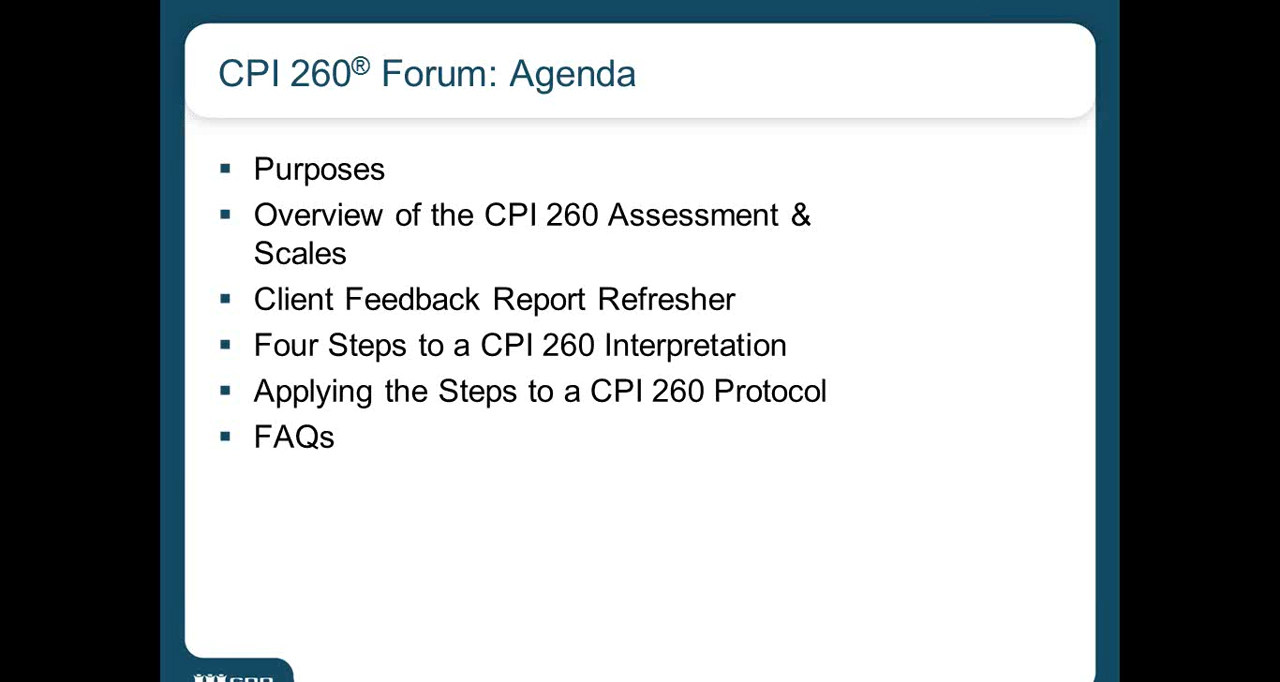 CPI 260® Forum: Agenda
▪ Purposes
▪ Overview of the CPI 260 Assessment &
Scales
▪ Client Feedback Report Refresher
▪ Four Steps to a CPI 260 Interpretation
▪ Applying the Steps to a CPI 260 Protocol
▪ FAQs